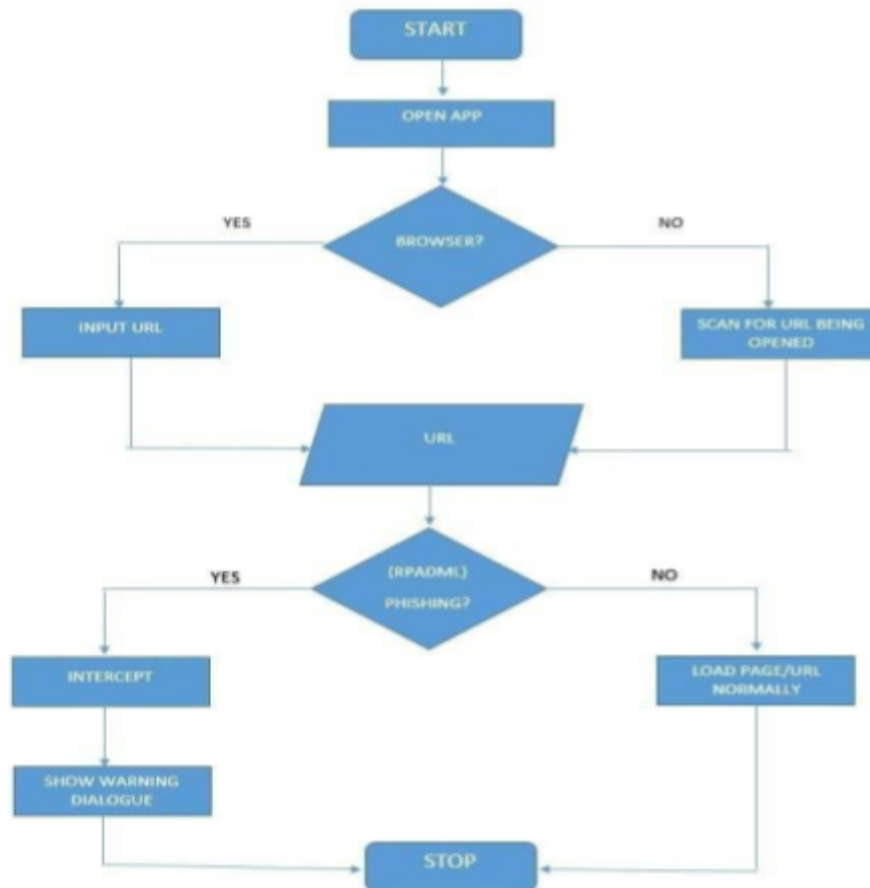 START
OPEN APP
YES
NO
BROWSER?
INPUT URL
SCAN FOR URL BEING
OPENED
URL
YES
(RPADML)
NO
PHISHING?
INTERCEPT
LOAD PAGE/URL
NORMALLY
SHOW WARNING
DIALOGUE
STOP